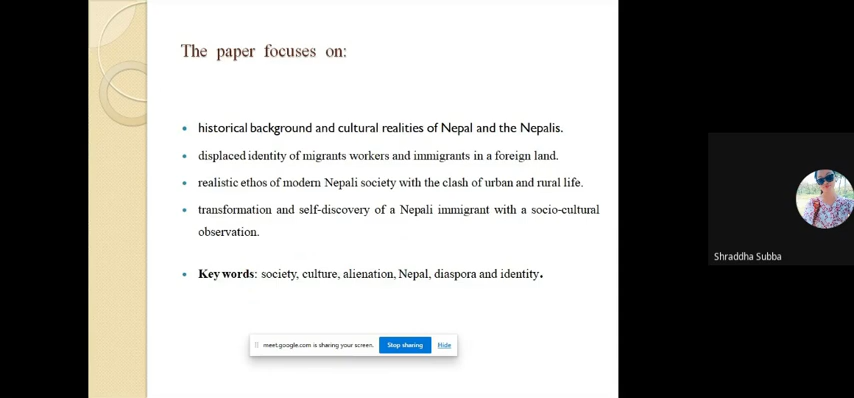 The paper focuses on:
• historical background and cultural realities of Nepal and the Nepalis.
• displaced identity of migrants workers and immigrants in a foreign land.
• realistic ethos of modern Nepali society with the clash of urban and rural life.
• transformation and self-discovery of a Nepali immigrant with a socio-cultural
observation.
• Key words: society, culture, alienation, Nepal, diaspora and identity.
meet.google.com is sharing your screen. Stop sharing Hide
Shraddha Subba